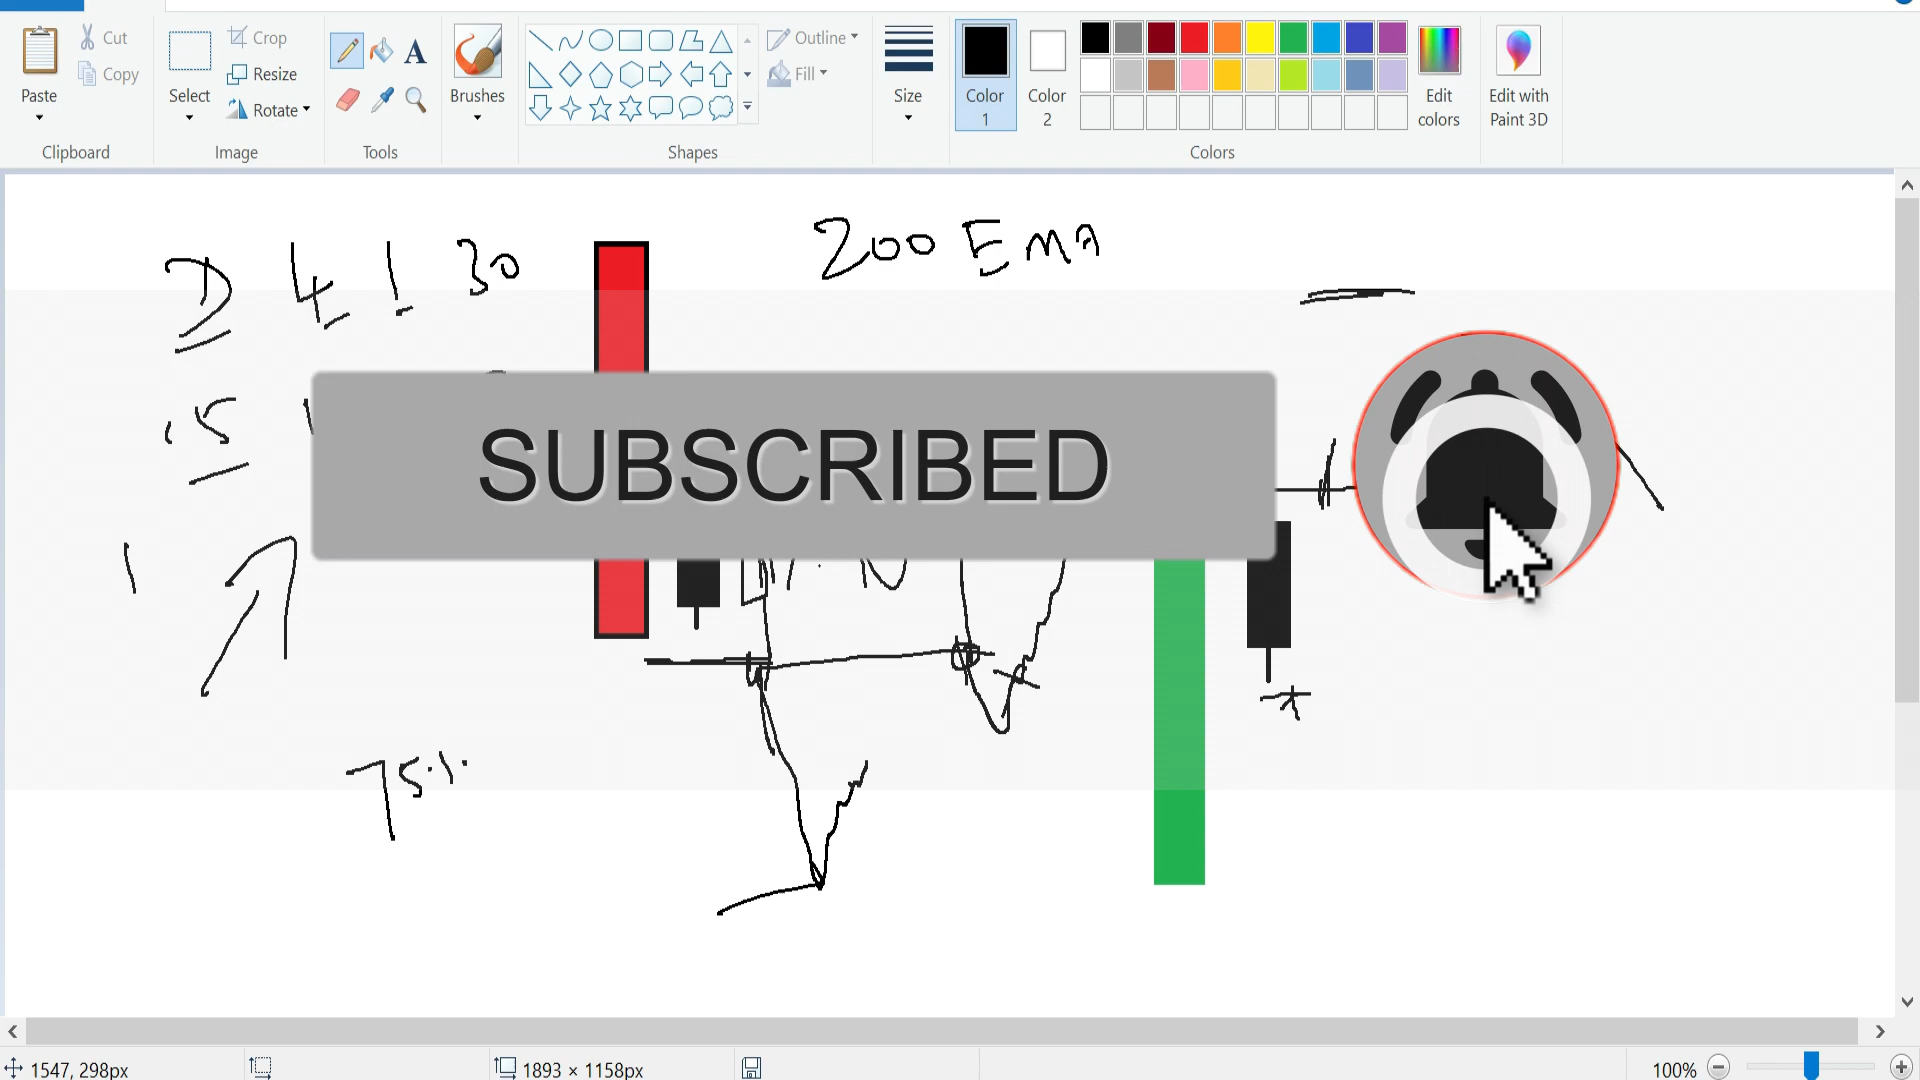 Cut
Copy
Paste
Clipboard
Crop
Resize
Rotate
Select
Image
Tools
Brushes
Shapes
Outline
Fill
Size
Color
1
Color
2
Colors
Edit
colors
Edit with
Paint 3D
200 EMA
D 4 1 30
15
SUBSCRIBED
1
75%
1547, 298px
1893 × 1158px
100%